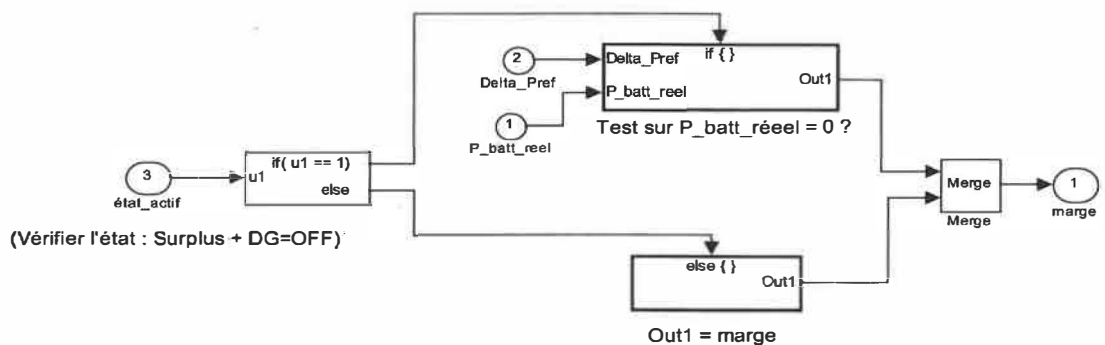 if { }
2
Delta_Pref
Delta_Pref
Out1
P_batt_reel
1
P_batt_reel
Test sur P_batt_réeel = 0 ?
if( u1 == 1)
u1
else
3
état_actif
(Vérifier l'état : Surplus + DG=OFF)
Merge
Merge
1
marge
else { }
Out1
Out1 = marge